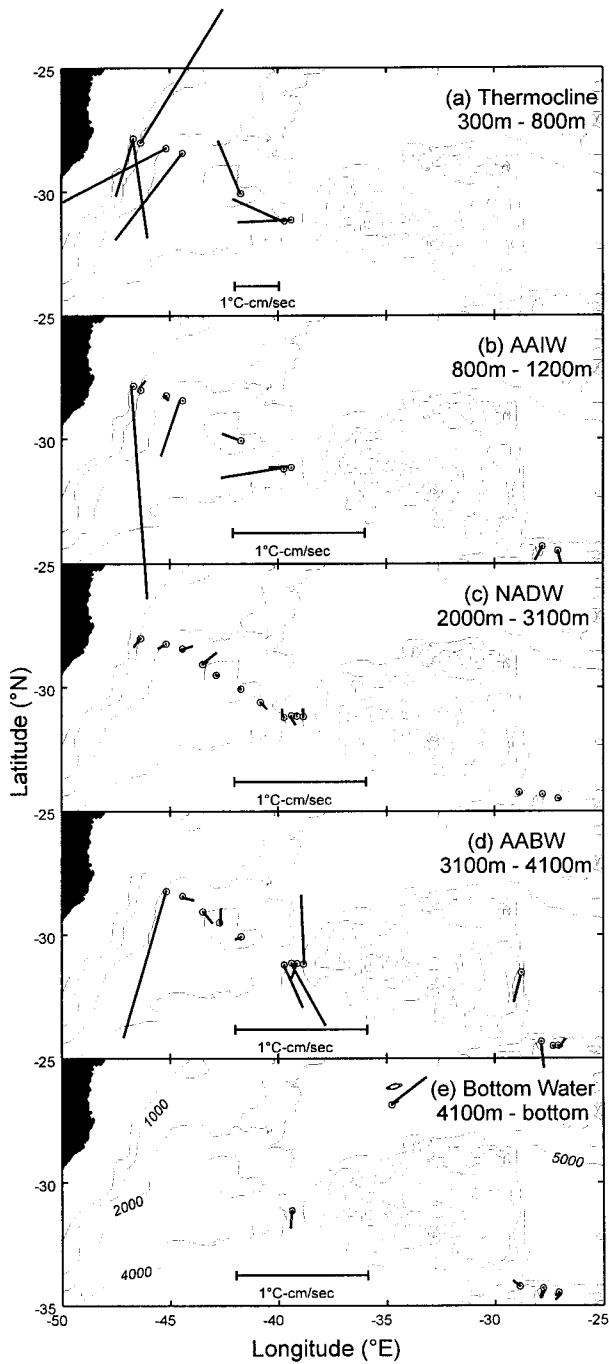 -25
(a) Thermocline
300m - 800m
-30
1°C-cm/sec
-25
(b) AAIW
800m - 1200m
-30
1°C-cm/sec
-25
(c) NADW
2000m - 3100m
-30
1°C-cm/sec
-25
(d) AABW
3100m - 4100m
-30
1°C-cm/sec
-25
(e) Bottom Water
4100m - bottom
1000
5000
-30
2000
4000
1°C-cm/sec
-35
-50 -45 -40 -35 -30 -25
Latitude (°N)
Longitude (°E)